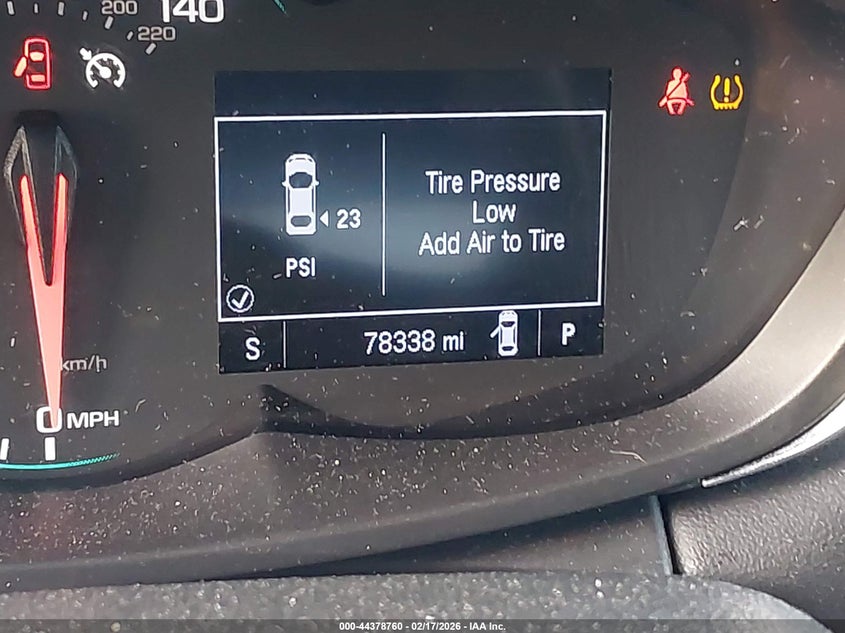 200
140
220
23
PSI
Tire Pressure
Low
Add Air to Tire
S
78338 mi
P
km/h
0 MPH
000-44378760 - 02/17/2026 - IAA Inc.